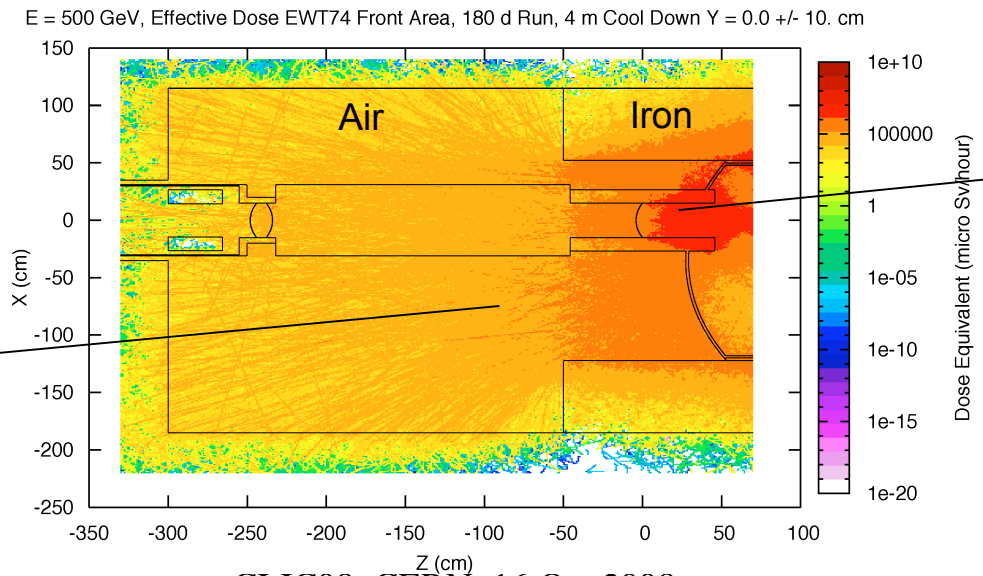 E = 500 GeV, Effective Dose EWT74 Front Area, 180 d Run, 4 m Cool Down Y = 0.0 +/- 10. cm
150
100
50
0
-50
-100
-150
-200
-250
X (cm)
Air
Iron
-350 -300 -250 -200 -150 -100 -50 0 50 100
Z (cm)
1e+10
100000
1
1e-05
1e-10
1e-15
1e-20
Dose Equivalent (micro Sv/hour)